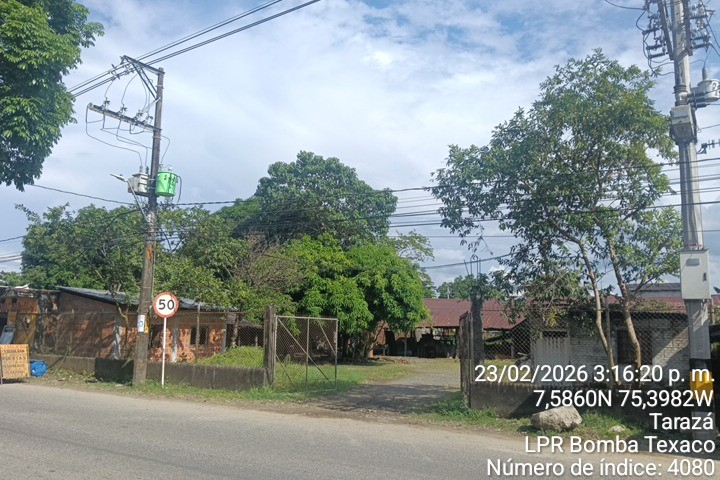 50
23/02/2026 3:16:20 p. m.
7,5860N 75,3982W
Tarazá
LPR Bomba Texaco
Número de índice: 4080